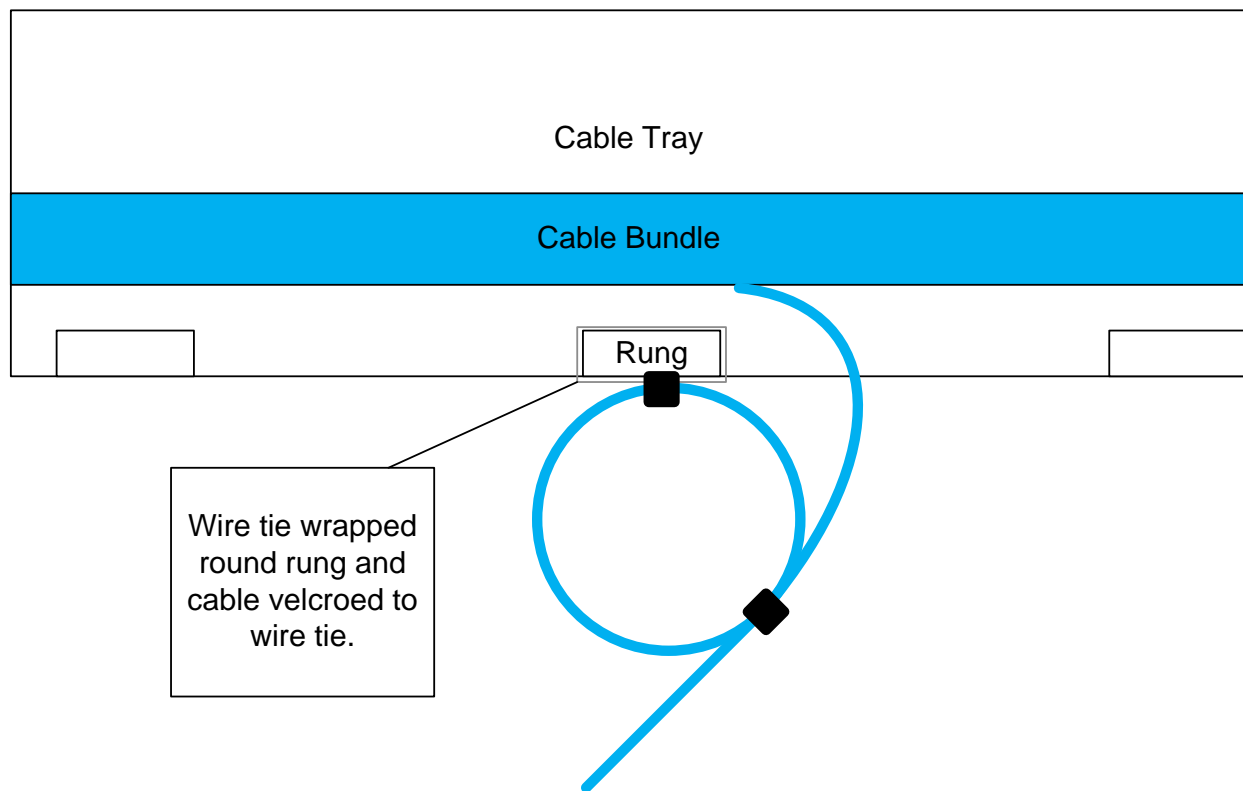 Cable Tray
Cable Bundle
Rung
Wire tie wrapped
round rung and
cable velcroed to
wire tie.